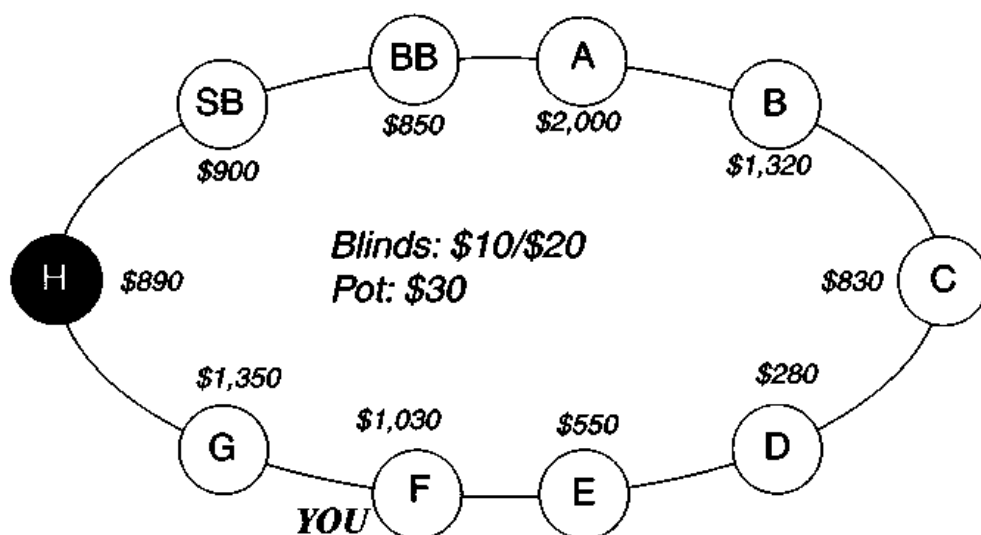 BB
A
SB
B
$850
$2,000
$900
$1,320
Blinds: $10/$20
H
$890
Pot: $30
$830
C
$1,350
$280
$1,030
$550
G
D
F
E
YOU